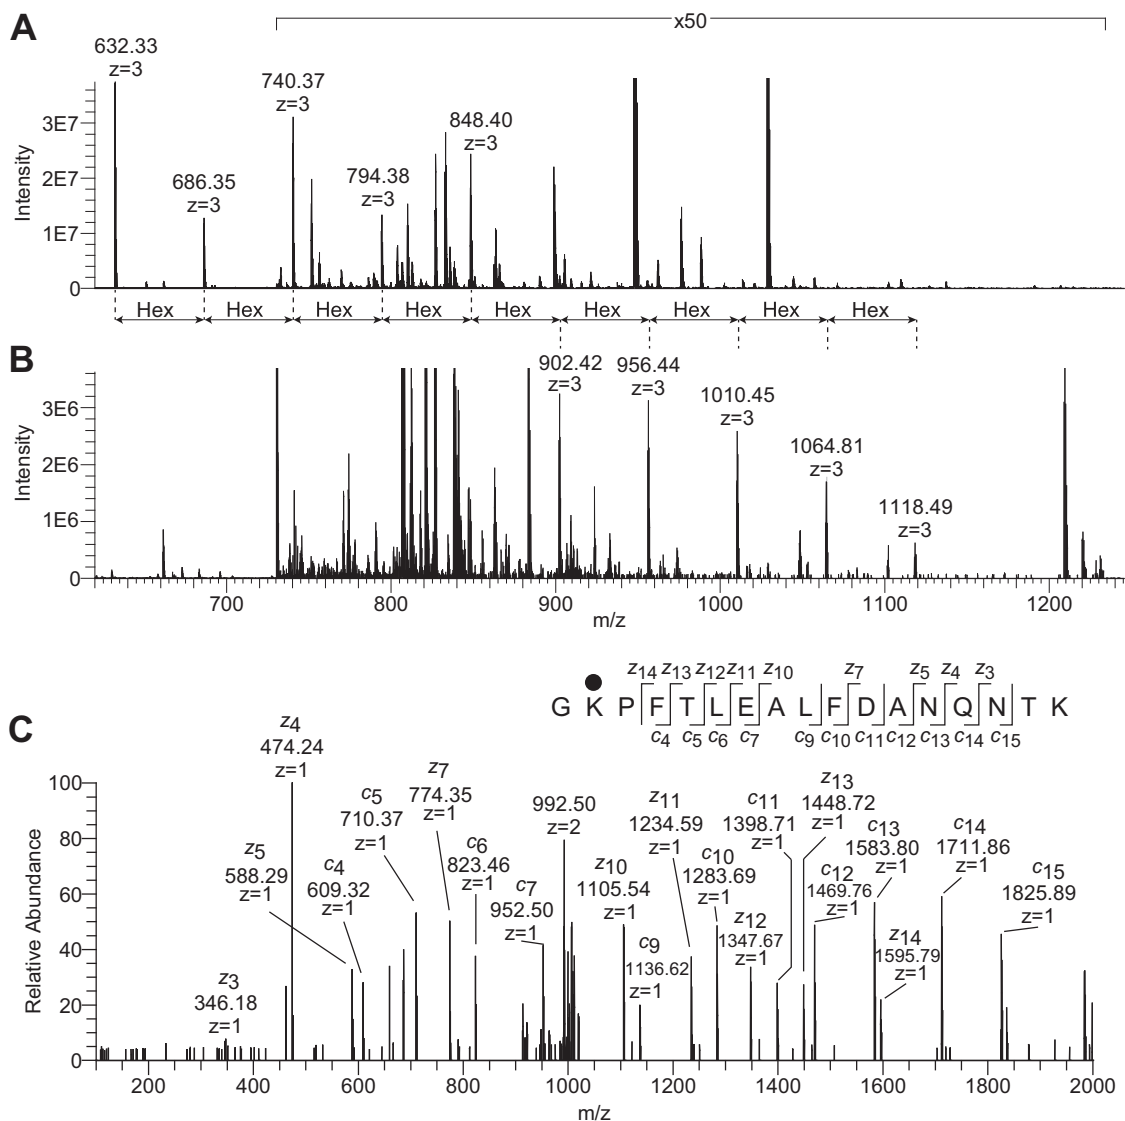 A
x50
632.33
z=3
740.37
z=3
848.40
z=3
686.35
z=3
794.38
z=3
Intensity
3E7
2E7
1E7
0
Hex Hex Hex Hex Hex Hex Hex Hex Hex
B
902.42
z=3
956.44
z=3
1010.45
z=3
1064.81
z=3
1118.49
z=3
Intensity
3E6
2E6
1E6
0
700 800 900 1000 1100 1200
m/z
z14 z13 z12 z11 z10 z7 z5 z4 z3
G K P F T L E A L F D A N Q N T K
c4 c5 c6 c7 c9 c10 c11 c12 c13 c14 c15
C
z4
474.24
z=1
z5
588.29
z=1
c4
609.32
z=1
c5
710.37
z=1
z7
774.35
z=1
c6
823.46
z=1
c7
952.50
z=1
992.50
z=2
z10
1105.54
z=1
c9
1136.62
z=1
z11
1234.59
z=1
c10
1283.69
z=1
z12
1347.67
z=1
c11
1398.71
z=1
z13
1448.72
z=1
c12
1469.76
z=1
c13
1583.80
z=1
z14
1595.79
z=1
c14
1711.86
z=1
c15
1825.89
z=1
z3
346.18
z=1
Relative Abundance
100
80
60
40
20
0
200 400 600 800 1000 1200 1400 1600 1800 2000
m/z